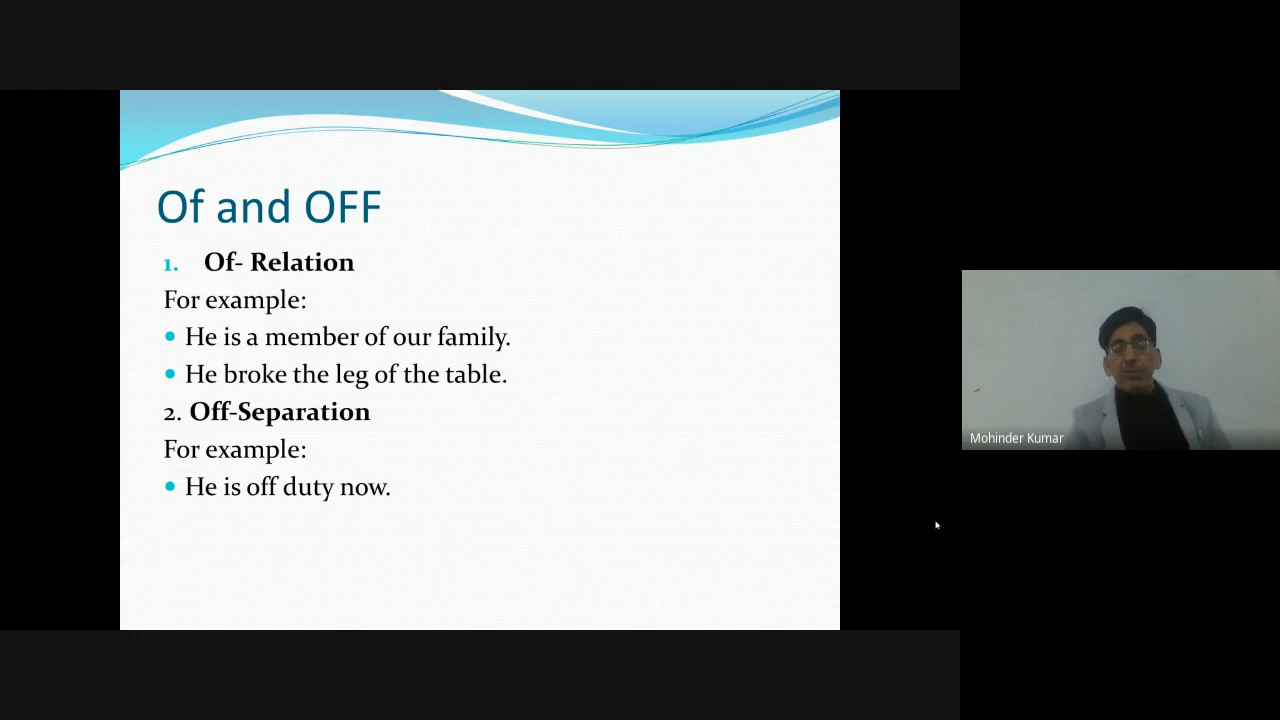 Of and OFF
1. Of- Relation
For example:
• He is a member of our family.
• He broke the leg of the table.
2. Off-Separation
For example:
• He is off duty now.
Mohinder Kumar